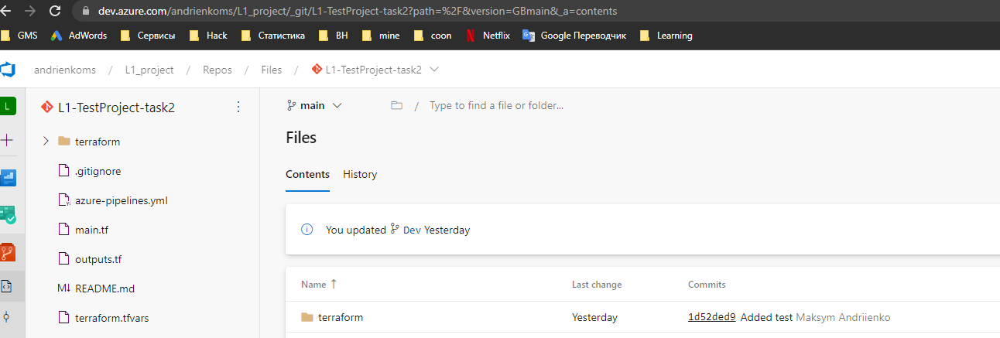 dev.azure.com/andrienkoms/L1_project/_git/L1-TestProject-task2?path=%2F&version=GBmain&_a=contents
GMS AdWords Сервисы Hack Статистика ВН mine coon Netflix Google Переводчик Learning
andrienkoms / L1_project / Repos / Files / L1-TestProject-task2
L
L1-TestProject-task2
main / Type to find a file or folder...
terraform
Files
.gitignore
Contents History
azure-pipelines.yml
main.tf
You updated Dev Yesterday
outputs.tf
README.md
Name ↑ Last change Commits
terraform.tfvars
terraform Yesterday 1d52ded9 Added test Maksym Andriienko